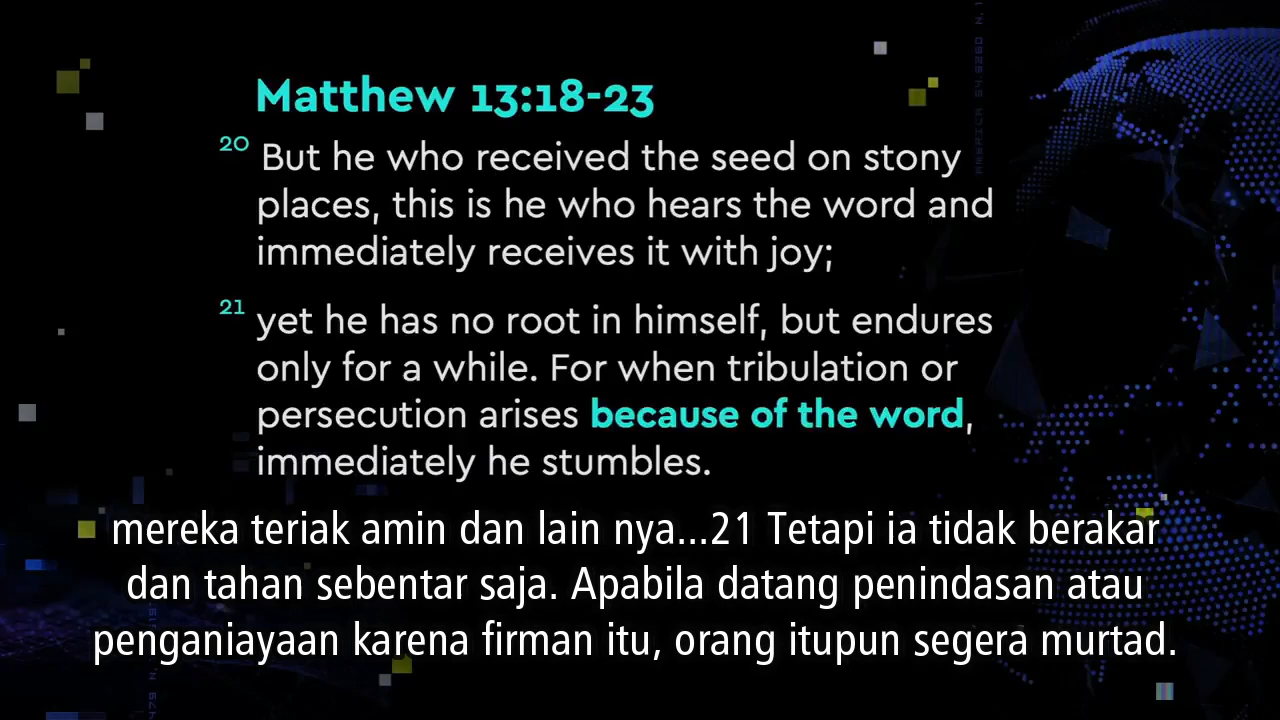 Matthew 13:18-23
20 But he who received the seed on stony
places, this is he who hears the word and
immediately receives it with joy;
21 yet he has no root in himself, but endures
only for a while. For when tribulation or
persecution arises because of the word,
immediately he stumbles.
mereka teriak amin dan lain nya...21 Tetapi ia tidak berakar
dan tahan sebentar saja. Apabila datang penindasan atau
penganiayaan karena firman itu, orang itupun segera murtad.